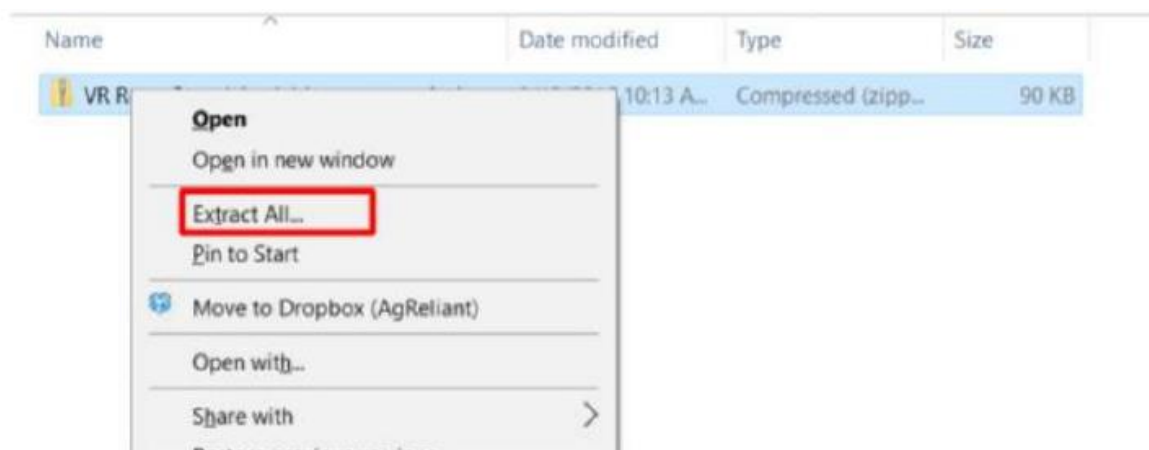 Name Date modified Type Size
VR R 10:13 A... Compressed (zipp... 90 KB
Open
Open in new window
Extract All...
Pin to Start
Move to Dropbox (AgReliant)
Open with...
Share with